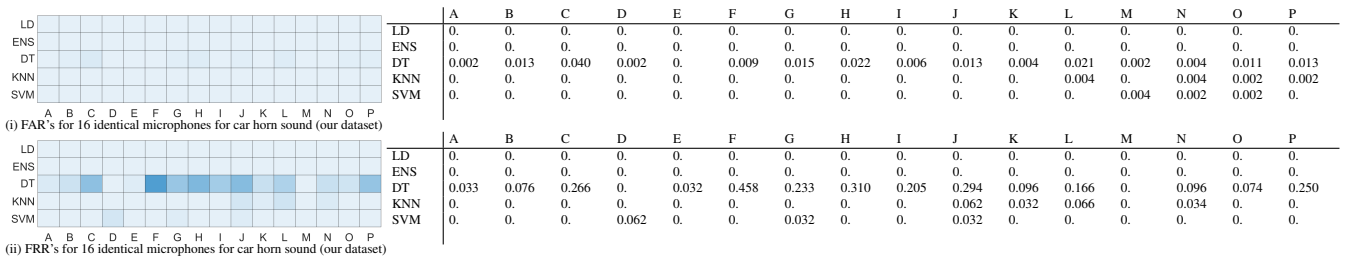 LD
ENS
DT
KNN
SVM
A B C D E F G H I J K L M N O P
(i) FAR's for 16 identical microphones for car horn sound (our dataset)
A B C D E F G H I J K L M N O P
LD 0. 0. 0. 0. 0. 0. 0. 0. 0. 0. 0. 0. 0. 0. 0. 0.
ENS 0. 0. 0. 0. 0. 0. 0. 0. 0. 0. 0. 0. 0. 0. 0. 0.
DT 0.002 0.013 0.040 0.002 0. 0.009 0.015 0.022 0.006 0.013 0.004 0.021 0.002 0.004 0.011 0.013
KNN 0. 0. 0. 0. 0. 0. 0. 0. 0. 0. 0. 0.004 0. 0.004 0.002 0.002
SVM 0. 0. 0. 0. 0. 0. 0. 0. 0. 0. 0. 0. 0.004 0.002 0.002 0.
LD
ENS
DT
KNN
SVM
A B C D E F G H I J K L M N O P
(ii) FRR's for 16 identical microphones for car horn sound (our dataset)
A B C D E F G H I J K L M N O P
LD 0. 0. 0. 0. 0. 0. 0. 0. 0. 0. 0. 0. 0. 0. 0. 0.
ENS 0. 0. 0. 0. 0. 0. 0. 0. 0. 0. 0. 0. 0. 0. 0. 0.
DT 0.033 0.076 0.266 0. 0.032 0.458 0.233 0.310 0.205 0.294 0.096 0.166 0. 0.096 0.074 0.250
KNN 0. 0. 0. 0. 0. 0. 0. 0. 0. 0.062 0.032 0.066 0. 0.034 0. 0.
SVM 0. 0. 0. 0.062 0. 0. 0.032 0. 0. 0.032 0. 0. 0. 0. 0. 0.